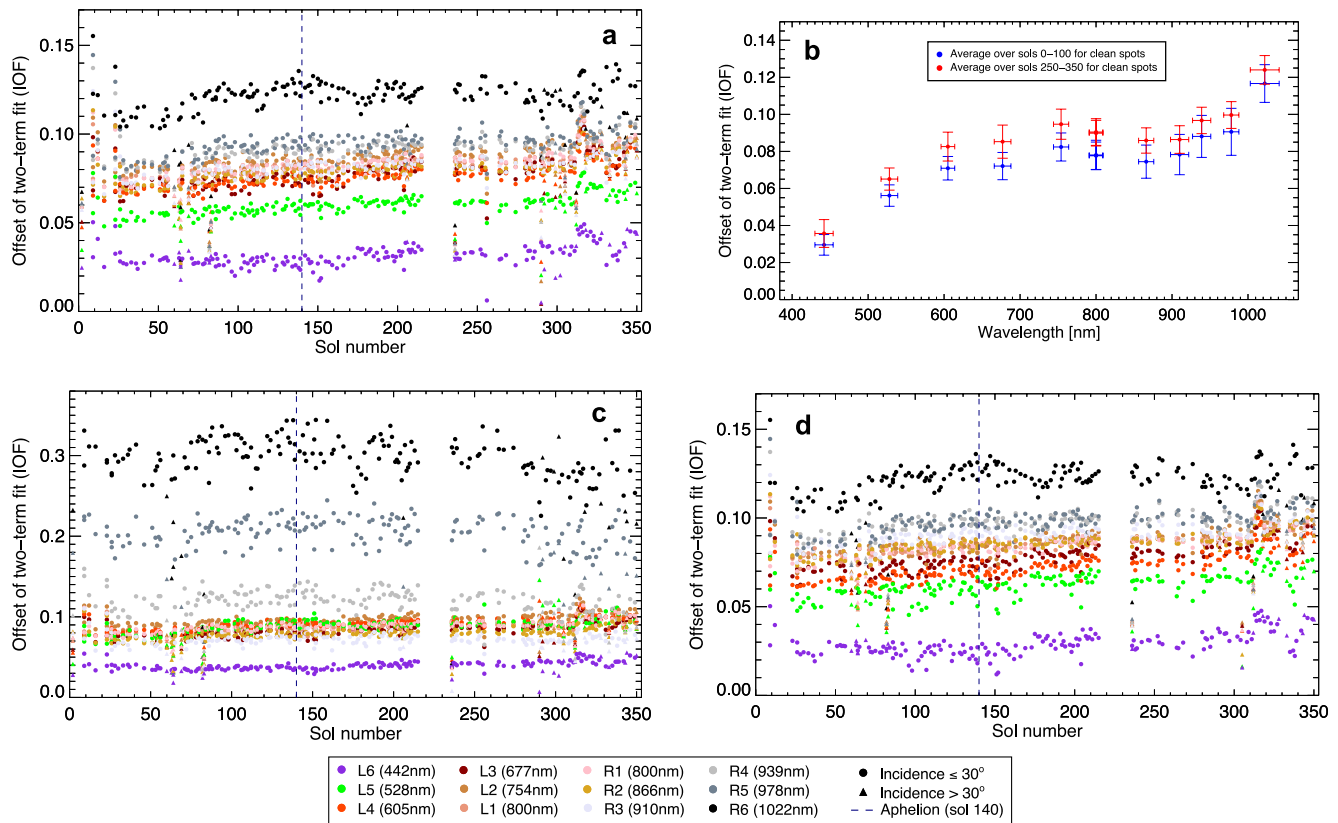 a
Offset of two−term fit (IOF)
0.15
0.10
0.05
0.00
0 50 100 150 200 250 300 350
Sol number
b
Average over sols 0−100 for clean spots
Average over sols 250−350 for clean spots
Offset of two−term fit (IOF)
0.14
0.12
0.10
0.08
0.06
0.04
0.02
0.00
400 500 600 700 800 900 1000
Wavelength [nm]
c
Offset of two−term fit (IOF)
0.3
0.2
0.1
0.0
0 50 100 150 200 250 300 350
Sol number
d
Offset of two−term fit (IOF)
0.15
0.10
0.05
0.00
0 50 100 150 200 250 300 350
Sol number
L6 (442nm) L3 (677nm) R1 (800nm) R4 (939nm) Incidence ≤ 30°
L5 (528nm) L2 (754nm) R2 (866nm) R5 (978nm) Incidence > 30°
L4 (605nm) L1 (800nm) R3 (910nm) R6 (1022nm) Aphelion (sol 140)